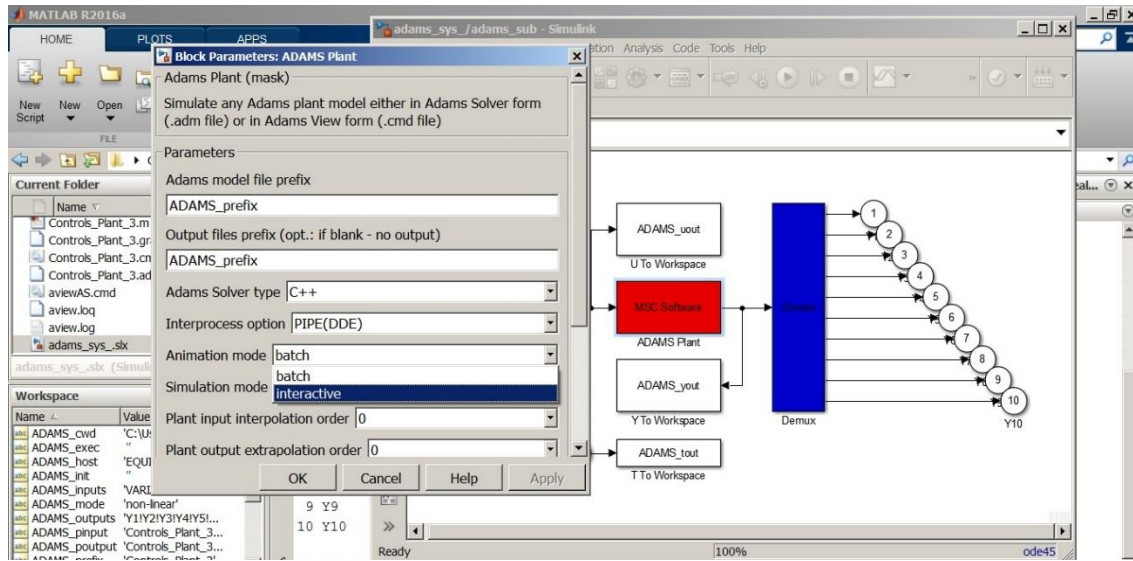 MATLAB R2016a
HOME PLOTS APPS
New Script
New
Open
FILE
Current Folder
Name
Controls_Plant_3.m
Controls_Plant_3.gr
Controls_Plant_3.cn
Controls_Plant_3.ad
aviewAS.cmd
aview.loq
aview.log
adams_sys_.slx
adams_sys_.slx (Simuli
Workspace
Name Value
ADAMS_cwd 'C:\Us
ADAMS_exec ''
ADAMS_host 'EQUI
ADAMS_init ''
ADAMS_inputs 'VARI
ADAMS_mode 'non-linear'
ADAMS_outputs 'Y1!Y2!Y3!Y4!Y5!...
ADAMS_pinput 'Controls_Plant_3...
ADAMS_poutput 'Controls_Plant_3...
ADAMS_prefix 'Controls_Plant_3'
Block Parameters: ADAMS Plant
Adams Plant (mask)
Simulate any Adams plant model either in Adams Solver form
(.adm file) or in Adams View form (.cmd file)
Parameters
Adams model file prefix
ADAMS_prefix
Output files prefix (opt.: if blank - no output)
ADAMS_prefix
Adams Solver type C++
Interprocess option PIPE(DDE)
Animation mode batch
batch
interactive
Simulation mode
Plant input interpolation order 0
Plant output extrapolation order 0
OK Cancel Help Apply
9 Y9
10 Y10
adams_sys_/adams_sub - Simulink
ation Analysis Code Tools Help
ADAMS_uout
U To Workspace
MSC Software
ADAMS Plant
ADAMS_yout
Y To Workspace
ADAMS_tout
T To Workspace
Demux
Demux
1
2
3
4
5
6
7
8
9
10
Y10
Ready 100% ode45